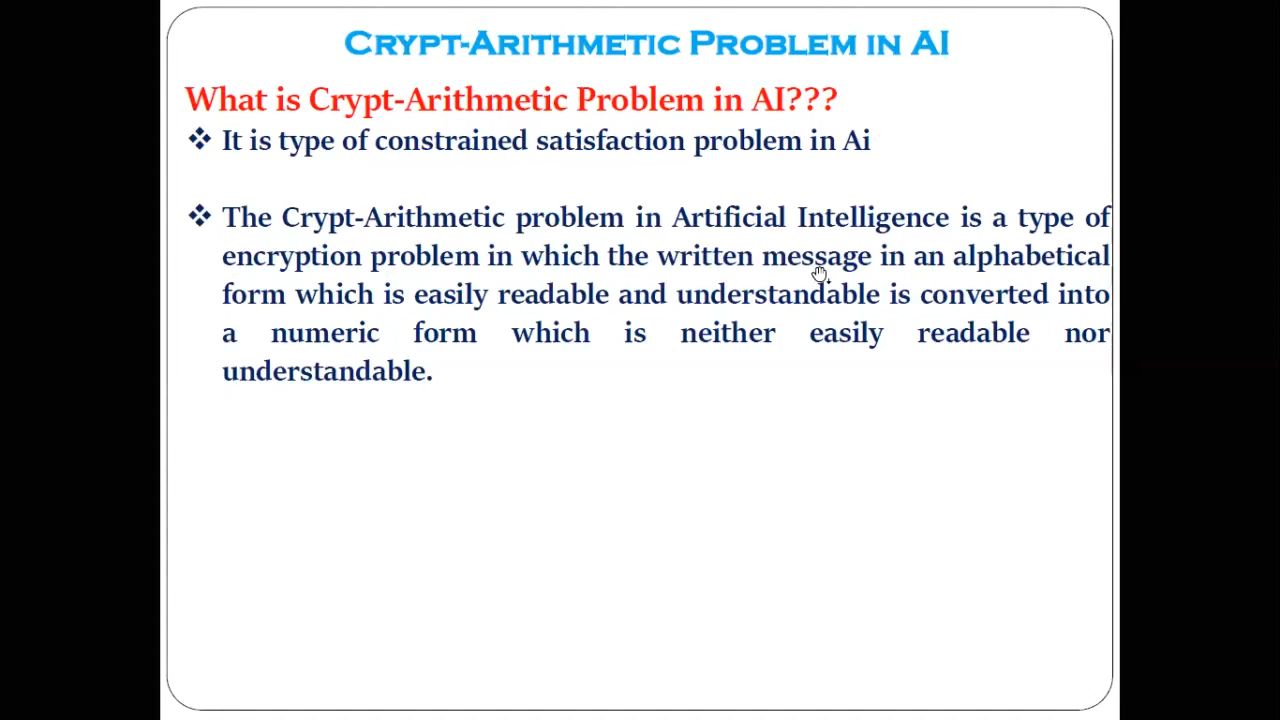 Crypt-Arithmetic Problem in AI
What is Crypt-Arithmetic Problem in AI???
❖ It is type of constrained satisfaction problem in Ai
❖ The Crypt-Arithmetic problem in Artificial Intelligence is a type of
encryption problem in which the written message in an alphabetical
form which is easily readable and understandable is converted into
a numeric form which is neither easily readable nor
understandable.